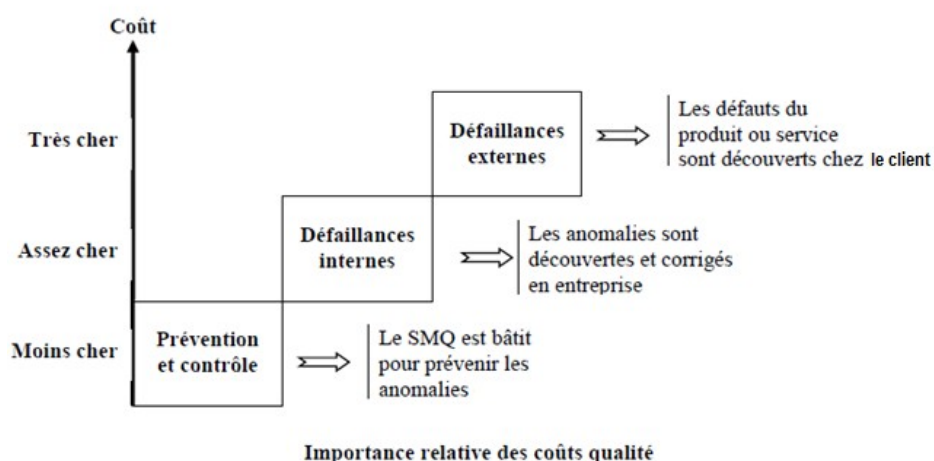 Coût
Très cher
Défaillances
externes
Les défauts du
produit ou service
sont découverts chez le client
Assez cher
Défaillances
internes
Les anomalies sont
découvertes et corrigés
en entreprise
Moins cher
Prévention
et contrôle
Le SMQ est bâtit
pour prévenir les
anomalies
Importance relative des coûts qualité